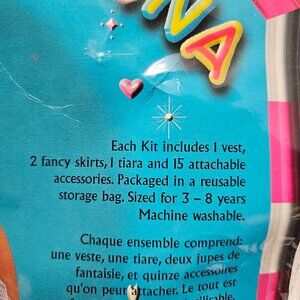 NA
Each Kit includes 1 vest,
2 fancy skirts, 1 tiara and 15 attachable
accessories. Packaged in a reusable
storage bag. Sized for 3 – 8 years
Machine washable.
Chaque ensemble comprend:
une veste, une tiare, deux jupes de
fantaisie, et quinze accessoires
qu'on peut attacher. Le tout est